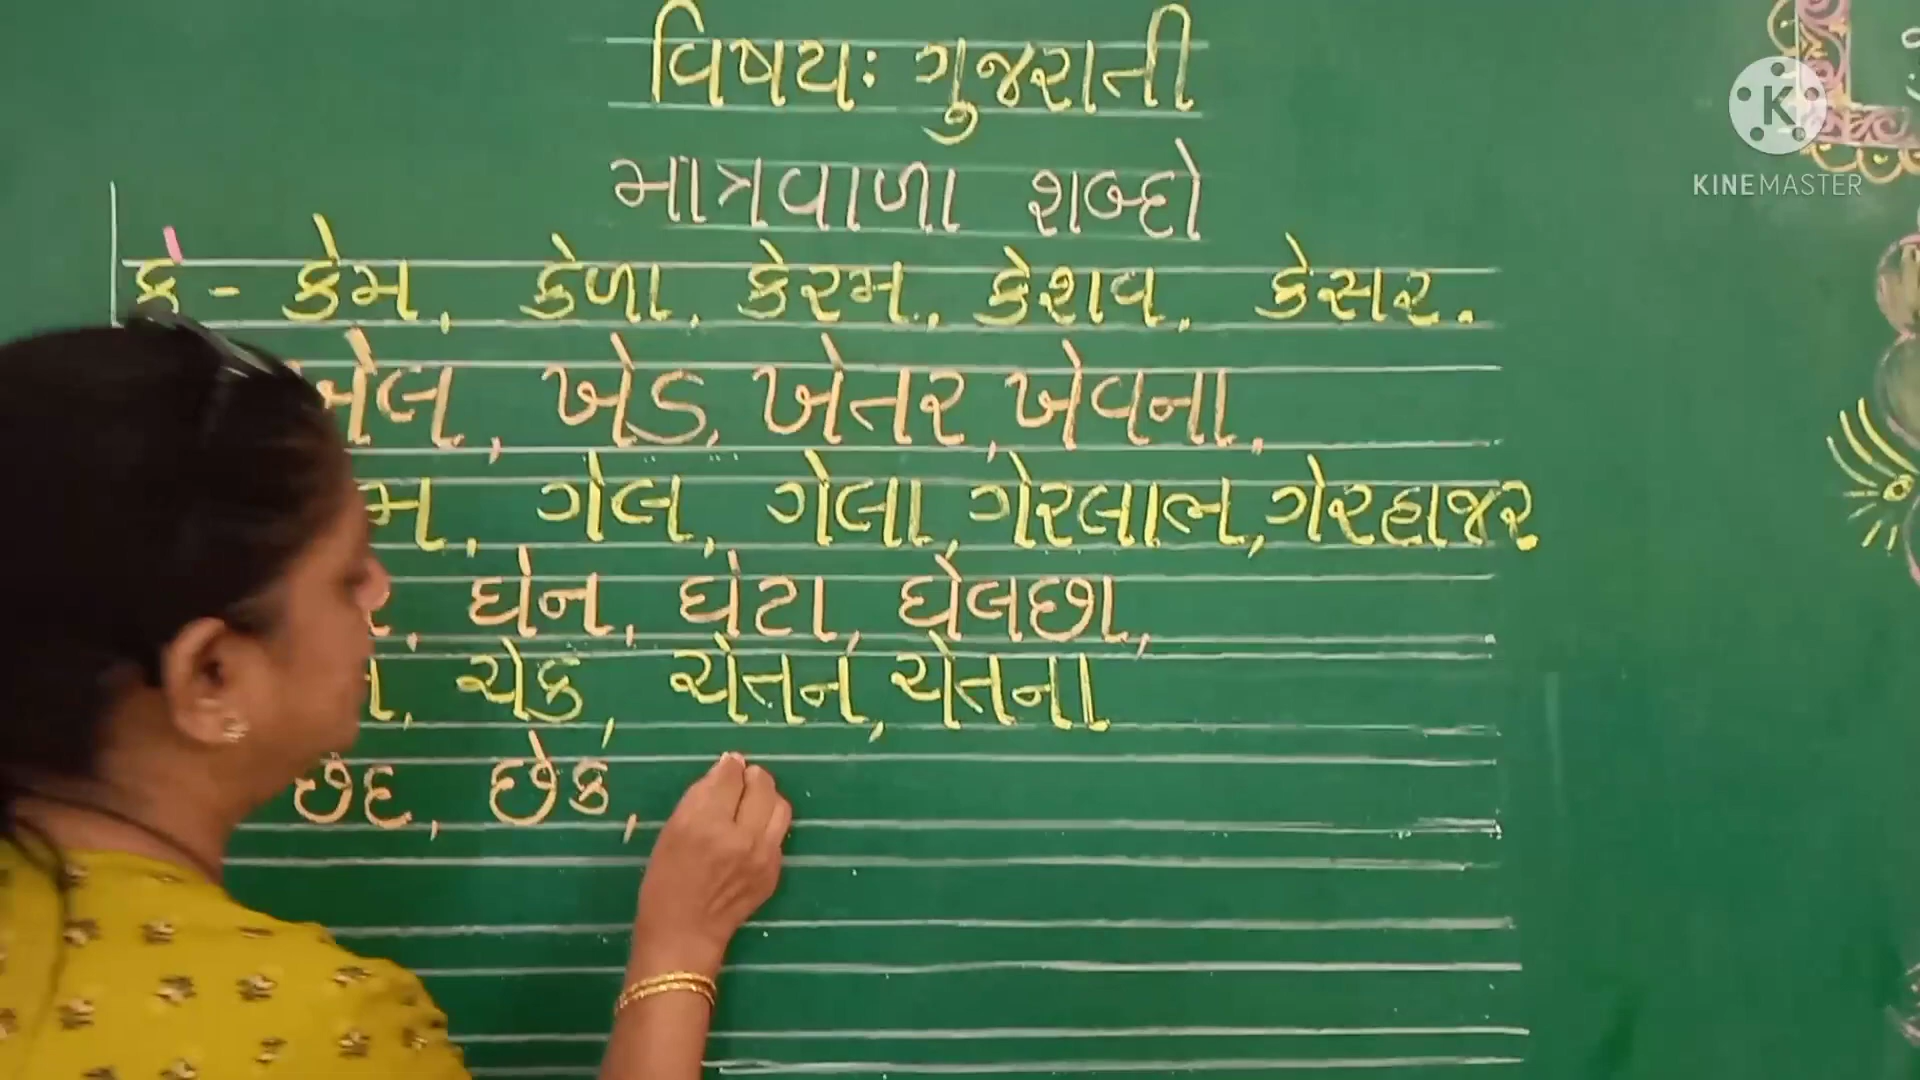 વિષયઃ ગુજરાતી
માત્રવાળા શબ્દો
કે - કેમ, કેળા, કેરમ, કેશવ, કેસર.
ખેલ, ખેડ, ખેતર, ખેવના,
ગેલ, ગેલા, ગેરલાભ, ગેરહાજર
ઘેન, ઘેટા, ઘેલછા,
ચેક, ચેતન, ચેતના
છેદ, છેક,
K
KINEMASTER